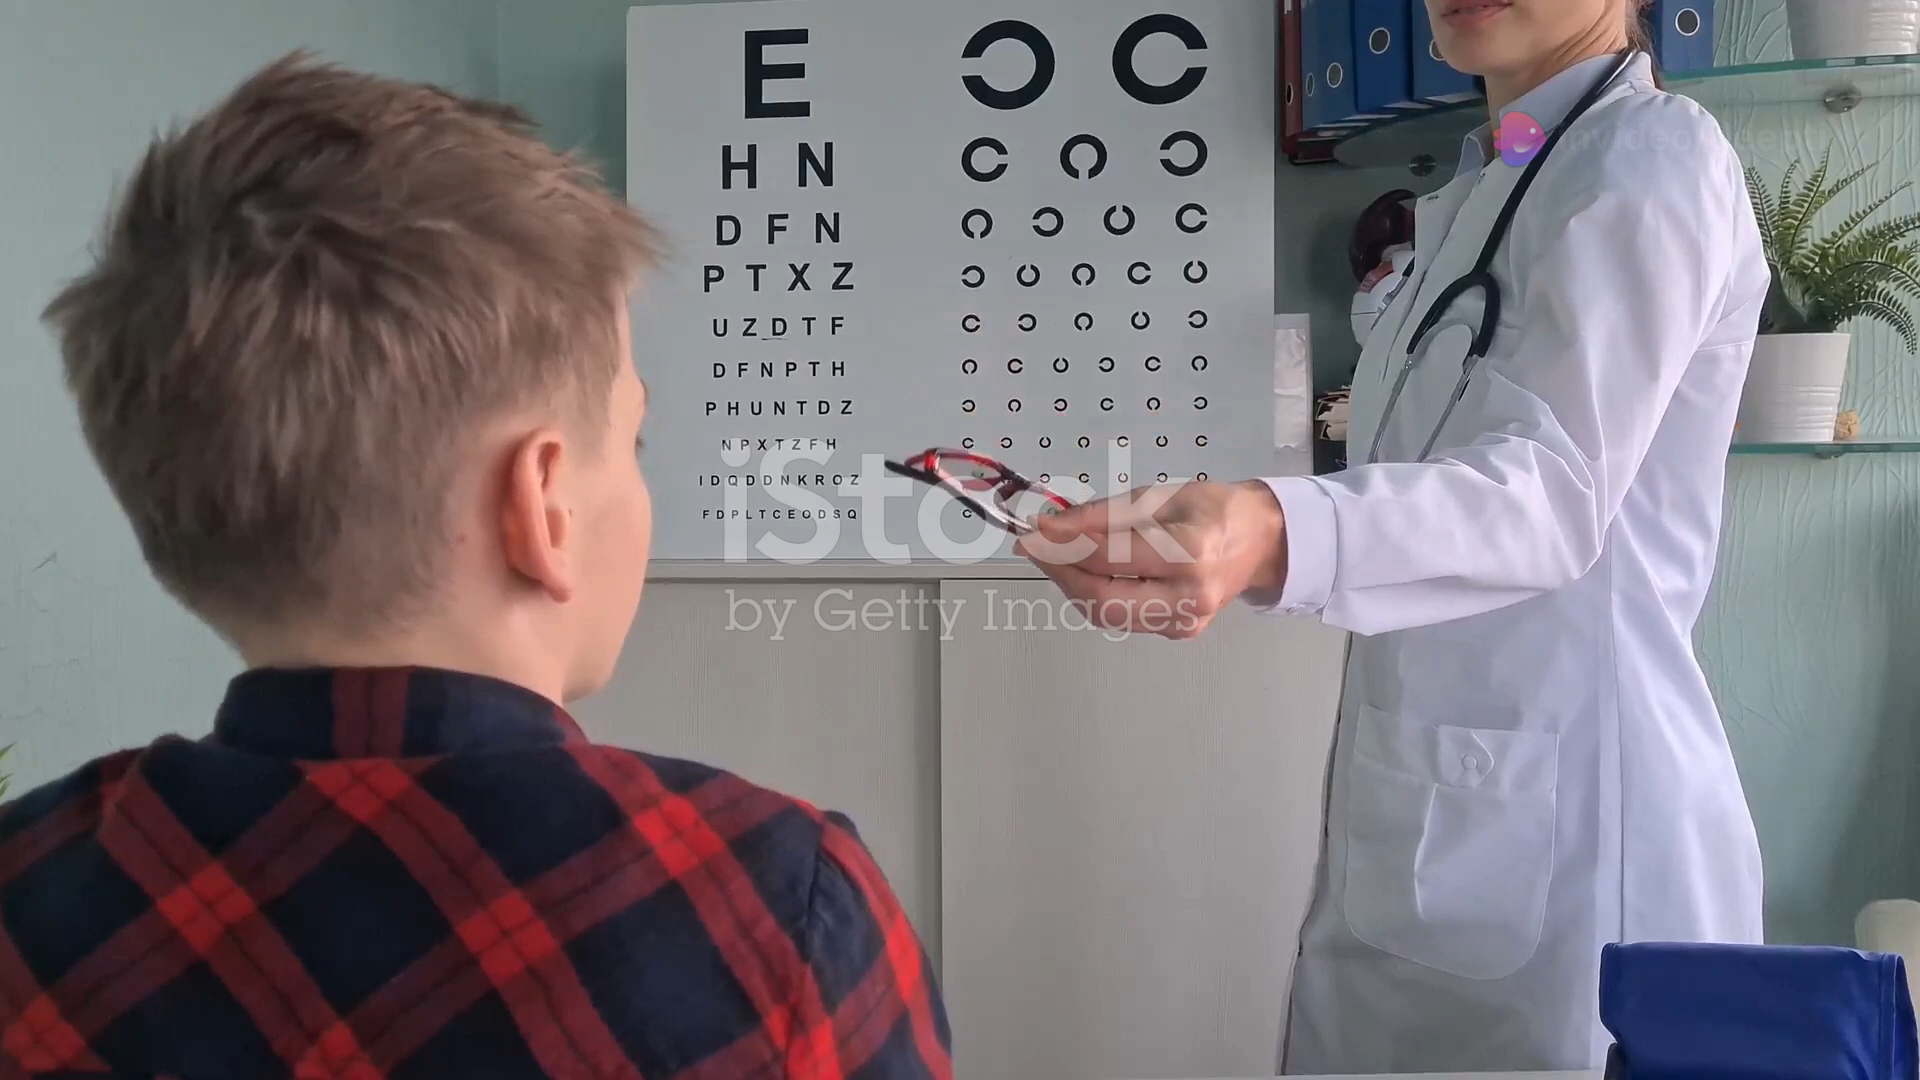 E
H N
D F N
P T X Z
U Z D T F
D F N P T H
P H U N T D Z
N P X T Z F H
I D Q D D N K R O Z
F D P L T C E O D S Q
iStock
by Getty Images